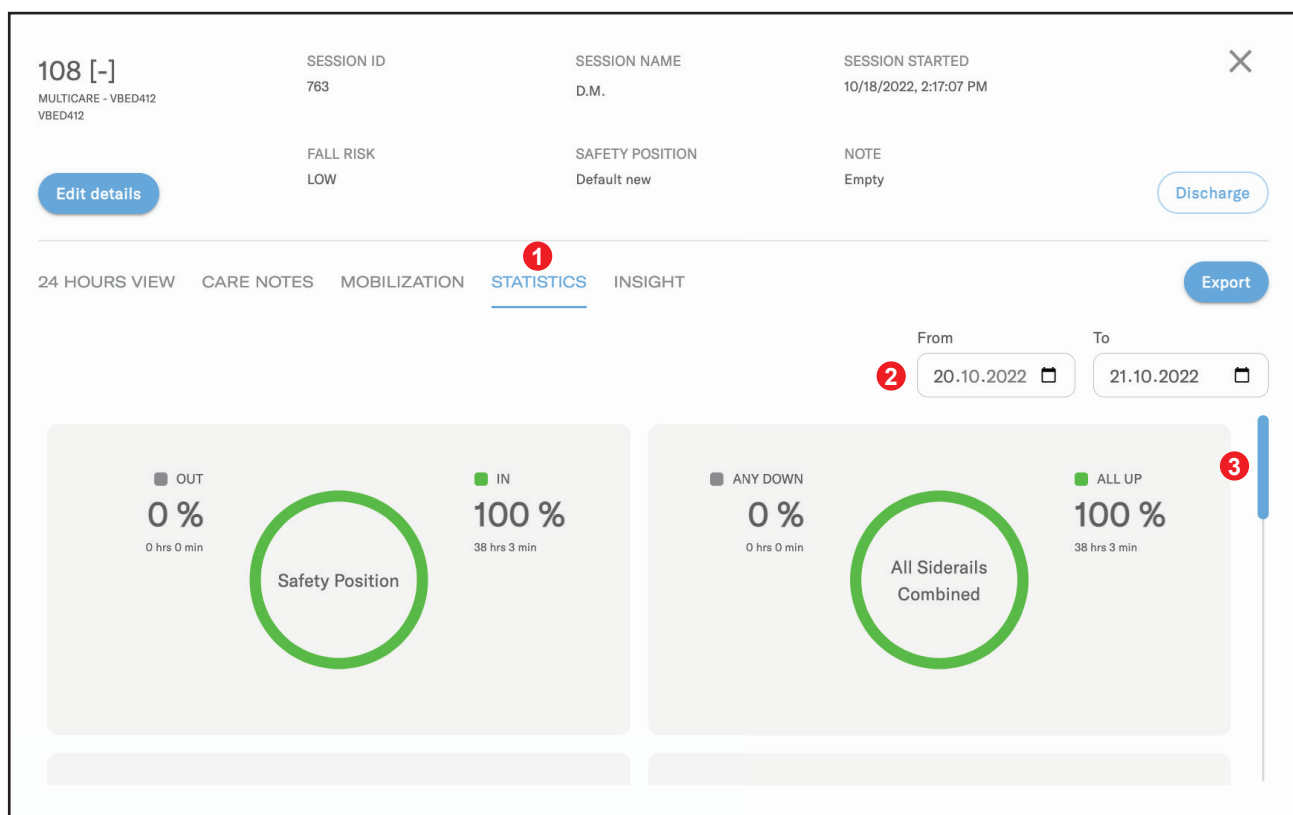 108 [-]
MULTICARE - VBED412
VBED412
SESSION ID
763
SESSION NAME
D.M.
SESSION STARTED
10/18/2022, 2:17:07 PM
FALL RISK
LOW
SAFETY POSITION
Default new
NOTE
Empty
Edit details
Discharge
1
24 HOURS VIEW CARE NOTES MOBILIZATION STATISTICS INSIGHT
Export
From
To
2
20.10.2022
21.10.2022
3
OUT
0 %
0 hrs 0 min
IN
100 %
38 hrs 3 min
Safety Position
ANY DOWN
0 %
0 hrs 0 min
ALL UP
100 %
38 hrs 3 min
All Siderails
Combined